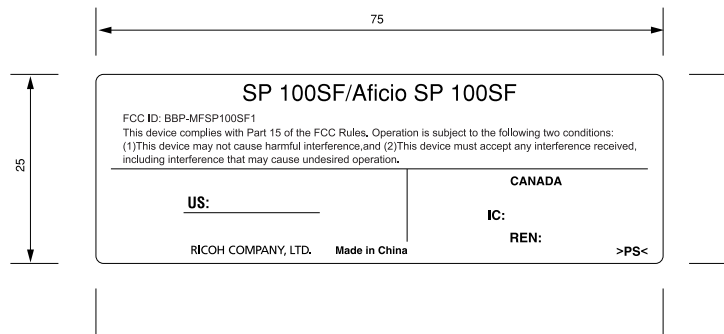 75
25
SP 100SF/Aficio SP 100SF
FCC ID: BBP-MFSP100SF1
This device complies with Part 15 of the FCC Rules. Operation is subject to the following two conditions:
(1)This device may not cause harmful interference,and (2)This device must accept any interference received,
including interference that may cause undesired operation.
US:
RICOH COMPANY, LTD. Made in China
CANADA
IC:
REN:
>PS<